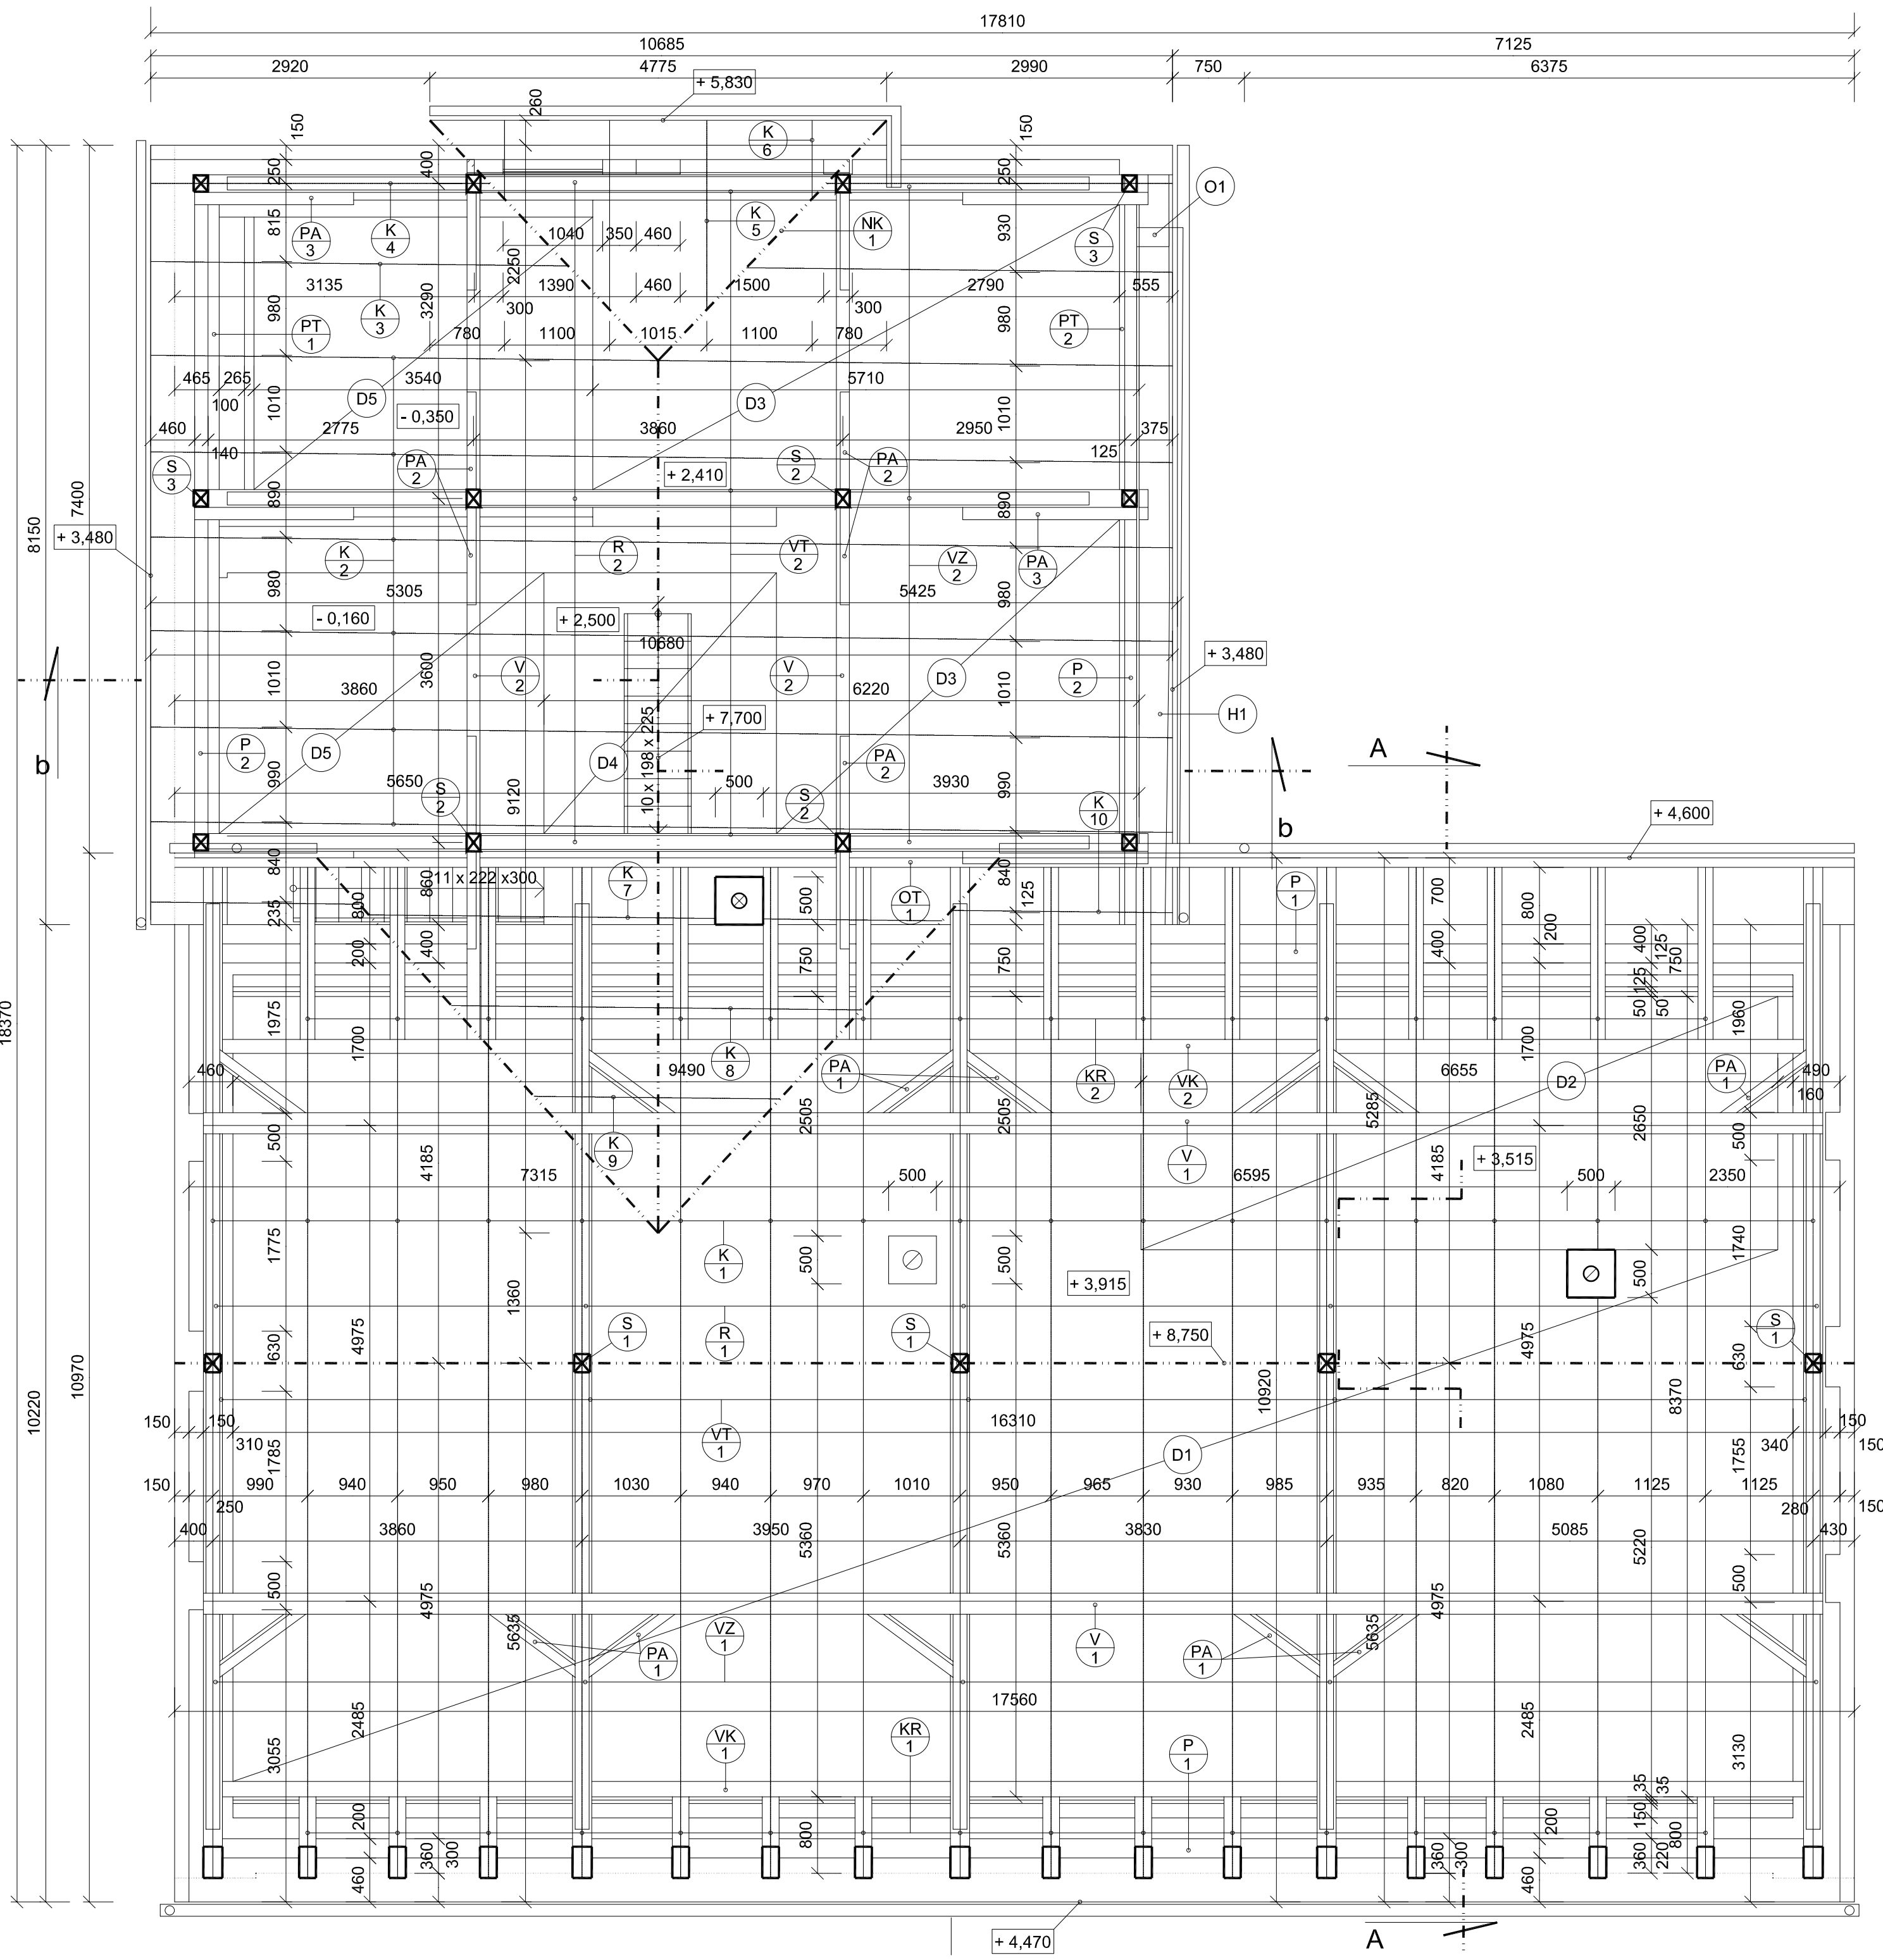 17810
10685 7125
2920 4775 2990 750 6375
+ 5,830
260
150 150
K 6
400
250 250
O1
815 930
PA 3
K 4
K 5
NK 1
S 3
1040 350 460
2250
3135 1390 460 1500 2790 555
300 300
K 3
3290
980 980
PT 1
PT 2
780 1100 1015 1100 780
465 265 3540 5710
100
D5 D3
1010 1010
- 0,350
460 2775 3860 2950 375
140 125
S 3
PA 2
+ 2,410
S 2
PA 2
7400
890 890
8150
+ 3,480
K 2
R 2
VT 2
VZ 2
PA 3
980 980
5305 5425
- 0,160
+ 2,500
10680
+ 3,480
1010 3600 1010
V 2
V 2
D3
P 2
3860 6220
+ 7,700
H1
10 x 198 x 225
b
P 2
D5
D4
PA 2
A
990 5650 9120 500 3930 990
S 2
S 2
K 10
b
+ 4,600
840 860 840
11 x 222 x300
K 7
OT 1
P 1
235 800 500 125 700 800
200 400 750 750 400 200 400 125 750
125
50 50
18370
1975 1700 1700 1960
460 9490 6655 490
160
K 8
PA 1
KR 2
VK 2
D2
PA 1
500 2505 2505 5285 2650 500
K 9
V 1
4185 4185
+ 3,515
7315 500 6595 500 2350
1775 500 500 1740
K 1
+ 3,915
500
1360
S 1
R 1
S 1
+ 8,750
S 1
630 4975 4975 630
10970
10220
10920 8370
150 150 16310 340 150
310 150
VT 1
D1
1785 1755
150 990 940 950 980 1030 940 970 1010 950 965 930 985 935 820 1080 1125 1125
250 280 150
400 3860 3950 3830 5085 430
5360 5360 5220
500 4975 4975 500
5635 5635
VZ 1
PA 1
V 1
PA 1
17560
2485 2485
3055 3130
VK 1
KR 1
P 1
35 35
200 800 200 150 800
360 300 360 300 360 220
460 460
+ 4,470
A